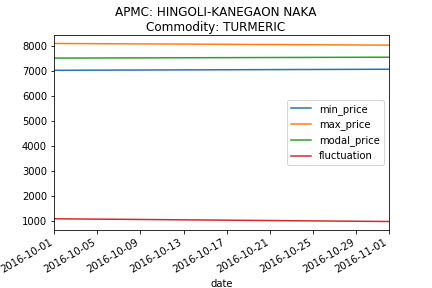 APMC: HINGOLI-KANEGAON NAKA
Commodity: TURMERIC
8000
7000
6000
5000
4000
3000
2000
1000
min_price
max_price
modal_price
fluctuation
2016-10-01
2016-10-05
2016-10-09
2016-10-13
2016-10-17
2016-10-21
2016-10-25
2016-10-29
2016-11-01
date